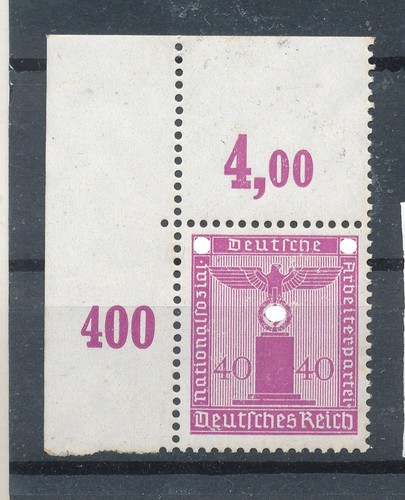 4,00
400
Deutsche
Nationalsozial.
Arbeiterpartei
40 40
Deutsches Reich